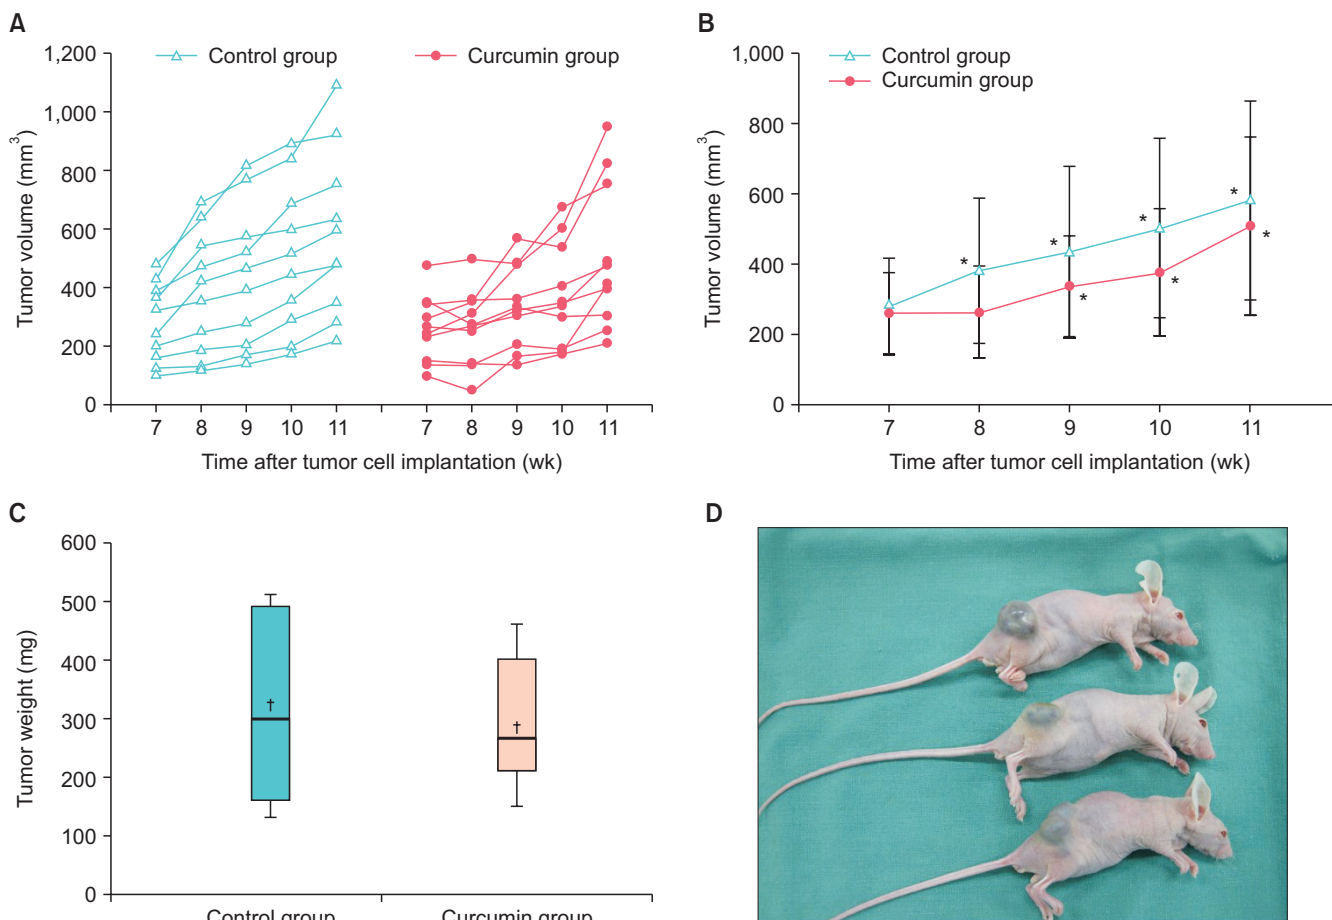 A
1,200
1,000
800
600
400
200
0
Tumor volume (mm³)
Control group
Curcumin group
7 8 9 10 11 7 8 9 10 11
Time after tumor cell implantation (wk)
B
1,000
800
600
400
200
0
Tumor volume (mm³)
Control group
Curcumin group
* * * *
* * *
7 8 9 10 11
Time after tumor cell implantation (wk)
C
600
500
400
300
200
100
0
Tumor weight (mg)
† †
Control group Curcumin group
D